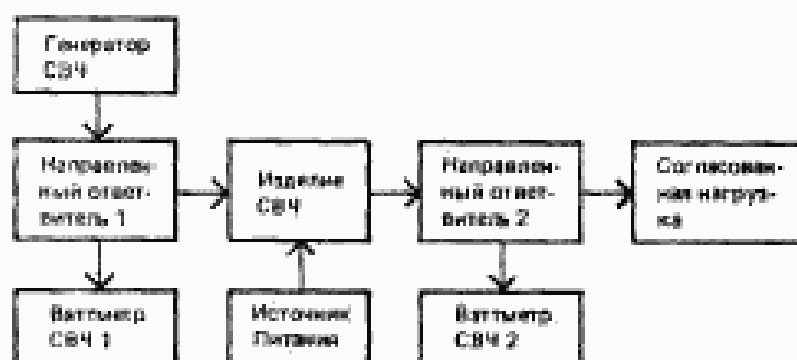 Генератор
СВЧ
Направлен-
ный ответ-
витель 1
Изделие
СВЧ
Направлен-
ный ответ-
витель 2
Согласован-
ная нагруз-
ка
Ваттметр
СВЧ 1
Источник
Питания
Ваттметр
СВЧ 2